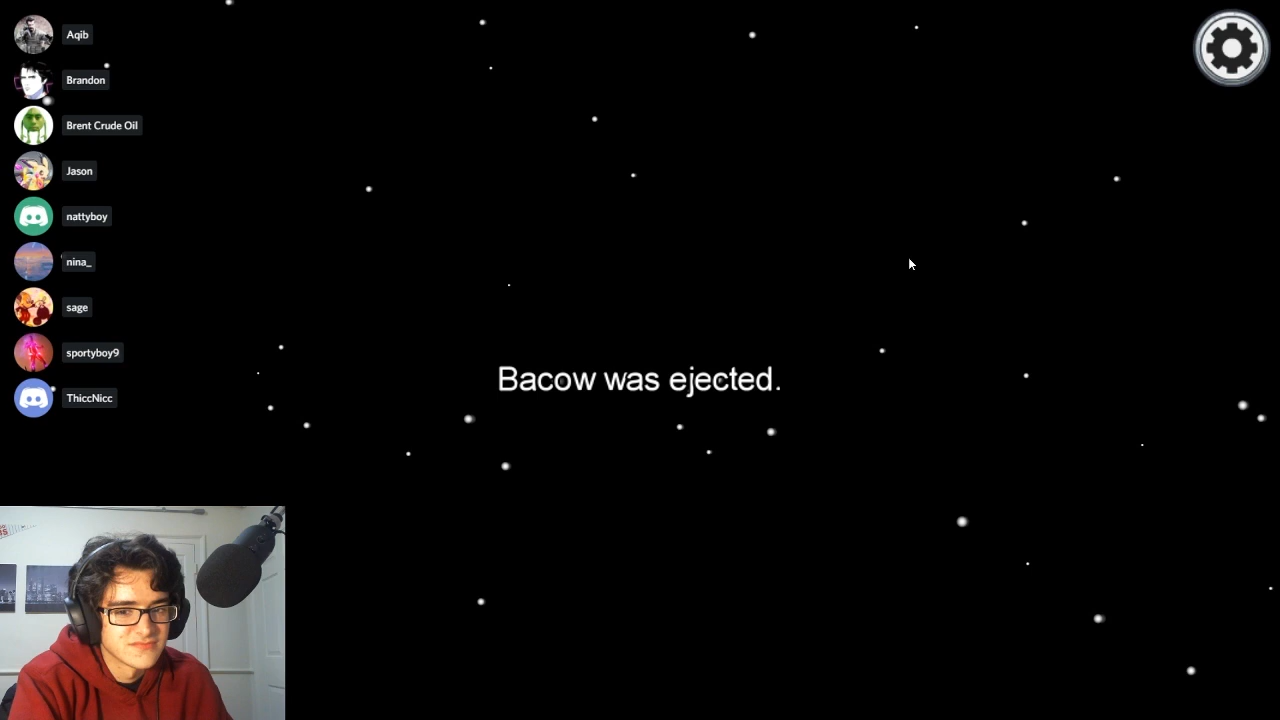 Aqib
Brandon
Brent Crude Oil
Jason
nattyboy
nina_
sage
sportyboy9
ThiccNicc
Bacow was ejected.